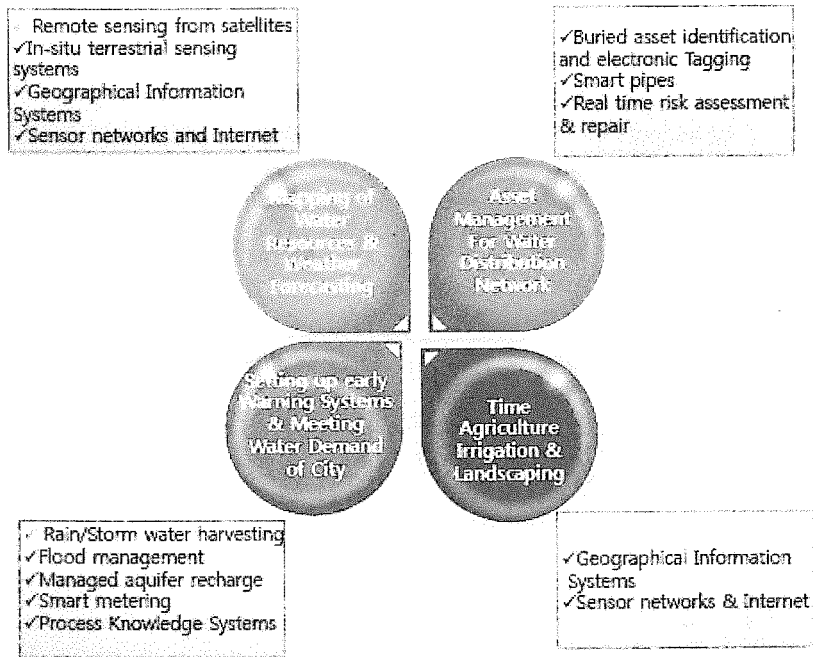 ✓ Remote sensing from satellites
✓In-situ terrestrial sensing
systems
✓Geographical Information
Systems
✓Sensor networks and Internet
✓Buried asset identification
and electronic Tagging
✓Smart pipes
✓Real time risk assessment
& repair
Mapping of
Water
Resources &
Weather
Forecasting
Asset
Management
For Water
Distribution
Network
Setting up early
Warning Systems
& Meeting
Water Demand
of City
Time
Agriculture
Irrigation &
Landscaping
✓ Rain/Storm water harvesting
✓Flood management
✓Managed aquifer recharge
✓Smart metering
✓Process Knowledge Systems
✓Geographical Information
Systems
✓Sensor networks & Internet